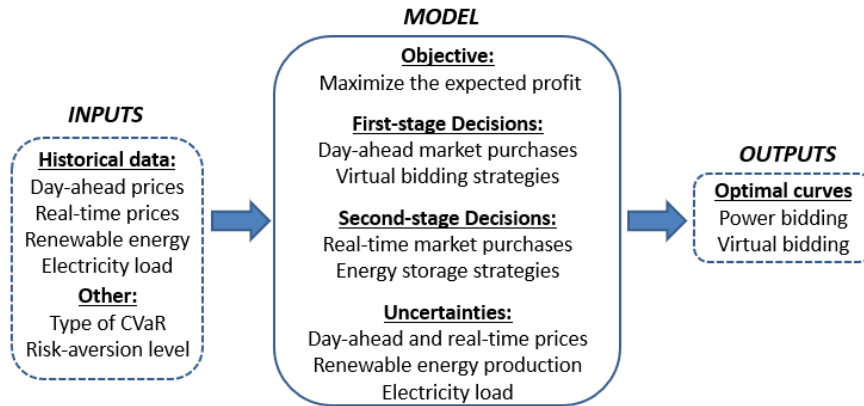 INPUTS
Historical data:
Day-ahead prices
Real-time prices
Renewable energy
Electricity load
Other:
Type of CVaR
Risk-aversion level
MODEL
Objective:
Maximize the expected profit
First-stage Decisions:
Day-ahead market purchases
Virtual bidding strategies
Second-stage Decisions:
Real-time market purchases
Energy storage strategies
Uncertainties:
Day-ahead and real-time prices
Renewable energy production
Electricity load
OUTPUTS
Optimal curves
Power bidding
Virtual bidding